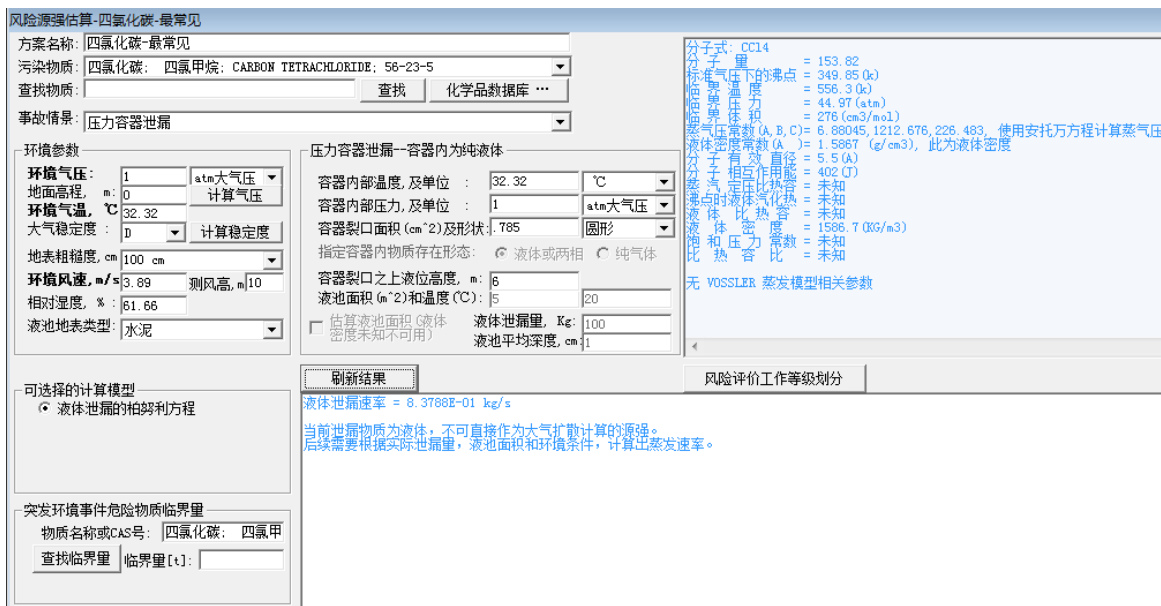 风险源强估算-四氯化碳-最常见
方案名称: 四氯化碳-最常见
污染物质: 四氯化碳; 四氯甲烷; CARBON TETRACHLORIDE; 56-23-5
查找物质: 查找 化学品数据库 …
事故情景: 压力容器泄漏
环境参数
环境气压: 1 atm大气压
地面高程, m: 0 计算气压
环境气温, ℃ 32.32
大气稳定度 : D 计算稳定度
地表粗糙度, cm 100 cm
环境风速, m/s 3.89 测风高, m 10
相对湿度, % : 61.66
液池地表类型: 水泥
压力容器泄漏--容器内为纯液体
容器内部温度,及单位 : 32.32 ℃
容器内部压力,及单位 : 1 atm大气压
容器裂口面积(cm^2)及形状: .785 圆形
指定容器内物质存在形态: 液体或两相 纯气体
容器裂口之上液位高度, m: 6
液池面积(m^2)和温度(℃): 5 20
估算液池面积(液体密度未知不可用) 液体泄漏量, Kg: 100
液池平均深度, cm: 1
分子式: CCl4
分 子 量 = 153.82
标准气压下的沸点 = 349.85(k)
临 界 温 度 = 556.3(k)
临 界 压 力 = 44.97(atm)
临 界 体 积 = 276(cm3/mol)
蒸气压常数(A,B,C)= 6.88045,1212.676,226.483, 使用安托万方程计算蒸气压
液体密度常数(A )= 1.5867 (g/cm3), 此为液体密度
分 子 有 效 直径 = 5.5(A)
分 子 相互作用能 = 402(J)
蒸 汽 定压比热容 = 未知
沸点时液体汽化热 = 未知
液 体 比 热 容 = 未知
液 体 密 度 = 1586.7(KG/m3)
饱 和 压 力 常数 = 未知
比 热 容 比 = 未知
无 VOSSLER 蒸发模型相关参数
刷新结果 风险评价工作等级划分
可选择的计算模型
液体泄漏的柏努利方程
液体泄漏速率 = 8.3788E-01 kg/s
当前泄漏物质为液体，不可直接作为大气扩散计算的源强。
后续需要根据实际泄漏量，液池面积和环境条件，计算出蒸发速率。
突发环境事件危险物质临界量
物质名称或CAS号: 四氯化碳; 四氯甲
查找临界量 临界量[t]: